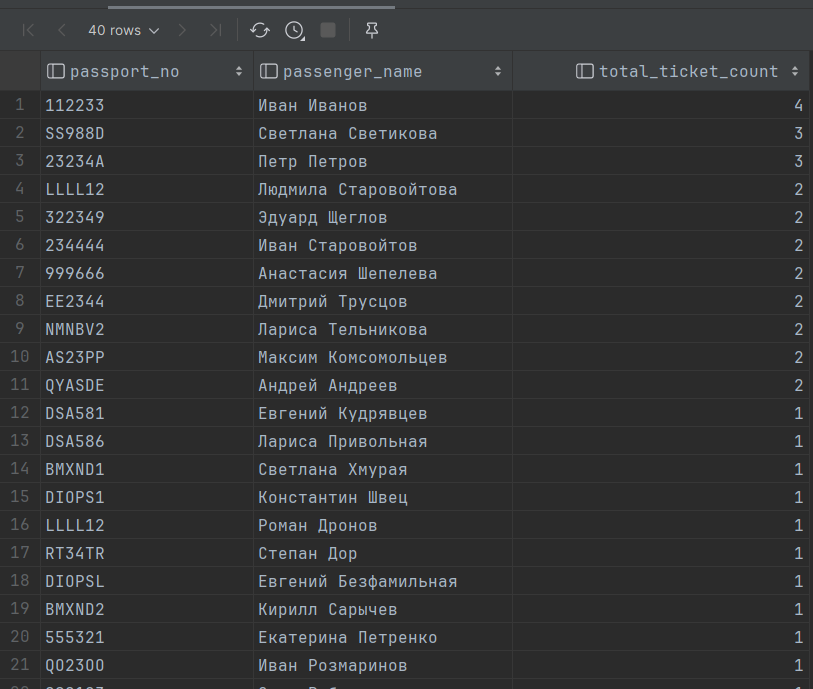 40 rows
passport_no passenger_name total_ticket_count
1 112233 Иван Иванов 4
2 SS988D Светлана Светикова 3
3 23234A Петр Петров 3
4 LLLL12 Людмила Старовойтова 2
5 322349 Эдуард Щеглов 2
6 234444 Иван Старовойтов 2
7 999666 Анастасия Шепелева 2
8 EE2344 Дмитрий Трусцов 2
9 NMNBV2 Лариса Тельникова 2
10 AS23PP Максим Комсомольцев 2
11 QYASDE Андрей Андреев 2
12 DSA581 Евгений Кудрявцев 1
13 DSA586 Лариса Привольная 1
14 BMXND1 Светлана Хмурая 1
15 DIOPS1 Константин Швец 1
16 LLLL12 Роман Дронов 1
17 RT34TR Степан Дор 1
18 DIOPSL Евгений Безфамильная 1
19 BMXND2 Кирилл Сарычев 1
20 555321 Екатерина Петренко 1
21 QO23OO Иван Розмаринов 1